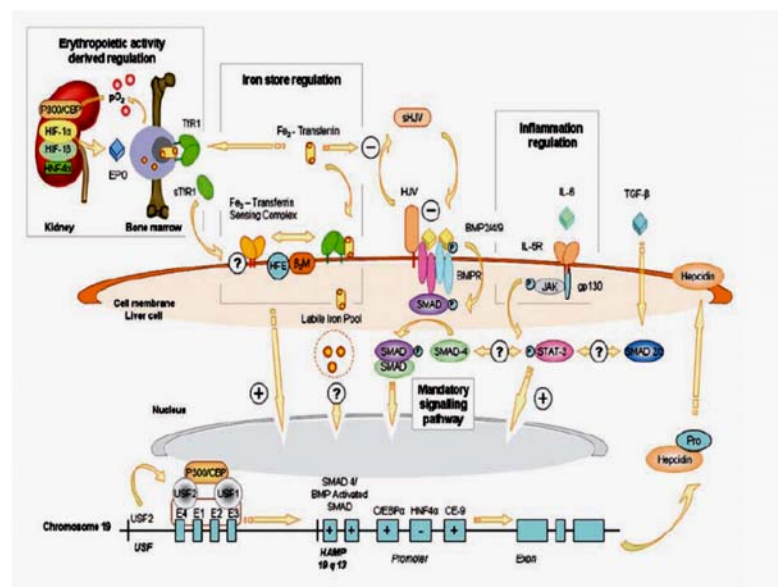 Erythropoietic activity
derived regulation
P300/CBP
pO₂
HIF-1α
HIF-1β
HNF4α
EPO
TfR1
sTfR1
Kidney
Bone marrow
Iron store regulation
Fe₂ - Transferrin
Fe₂ - Transferrin
Sensing Complex
?
HFE
β₂M
sHJV
HJV
BMP2/4/9
BMPR
P
SMAD
P
Inflammation
regulation
IL-6
IL-6R
P
JAK
gp130
TGF-β
Hepcidin
Cell membrane
Liver cell
Labile Iron Pool
SMAD
P
SMAD
SMAD-4
?
P
STAT-3
?
+
?
Mandatory
signalling
pathway
+
Nucleus
Pro
Hepcidin
P300/CBP
USF2
USF1
E4
E1
E2
E3
Chromosome 19
USF2
USF
SMAD 4/
BMP Activated
SMAD
+
+
HAMP
19 q 13
C/EBPα
HNF4α
CE-9
+
-
+
Promoter
Exon